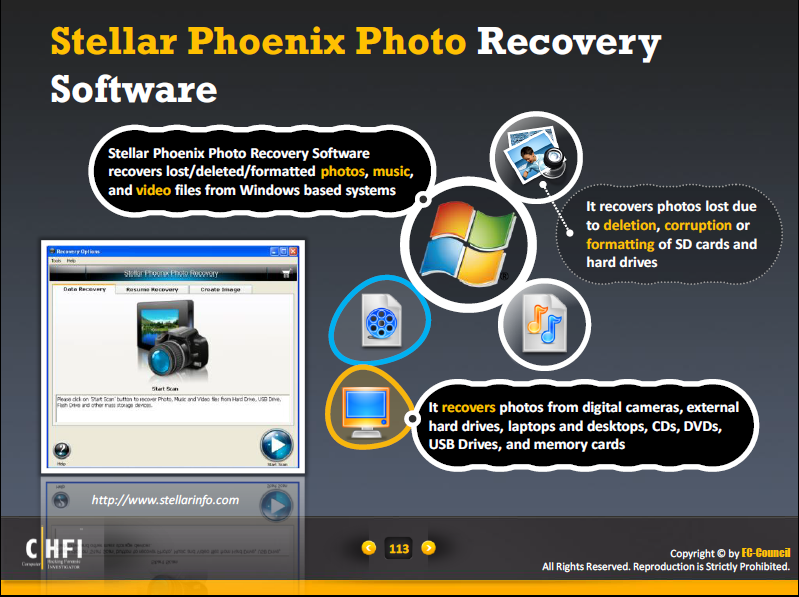 Stellar Phoenix Photo Recovery
Software
Stellar Phoenix Photo Recovery Software
recovers lost/deleted/formatted photos, music,
and video files from Windows based systems
It recovers photos lost due
to deletion, corruption or
formatting of SD cards and
hard drives
Recovery Options
Tools Help
Stellar Phoenix Photo Recovery
Data Recovery Resume Recovery Create Image
Start Scan
Please click on 'Start Scan' button to recover Photo, Music and Video files from Hard Drive, USB Drive,
Flash Drive and other mass storage devices.
Help
Start Scan
It recovers photos from digital cameras, external
hard drives, laptops and desktops, CDs, DVDs,
USB Drives, and memory cards
http://www.stellarinfo.com
CHFI
Computer Hacking Forensic
INVESTIGATOR
113
Copyright © by EC-Council
All Rights Reserved. Reproduction is Strictly Prohibited.